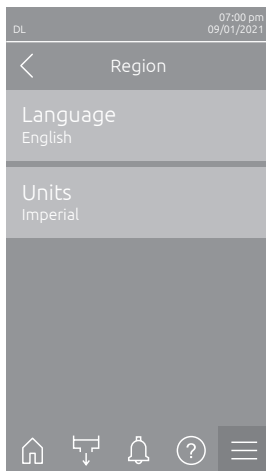 07:00 pm
DL 09/01/2021
Region
Language
English
Units
Imperial
?